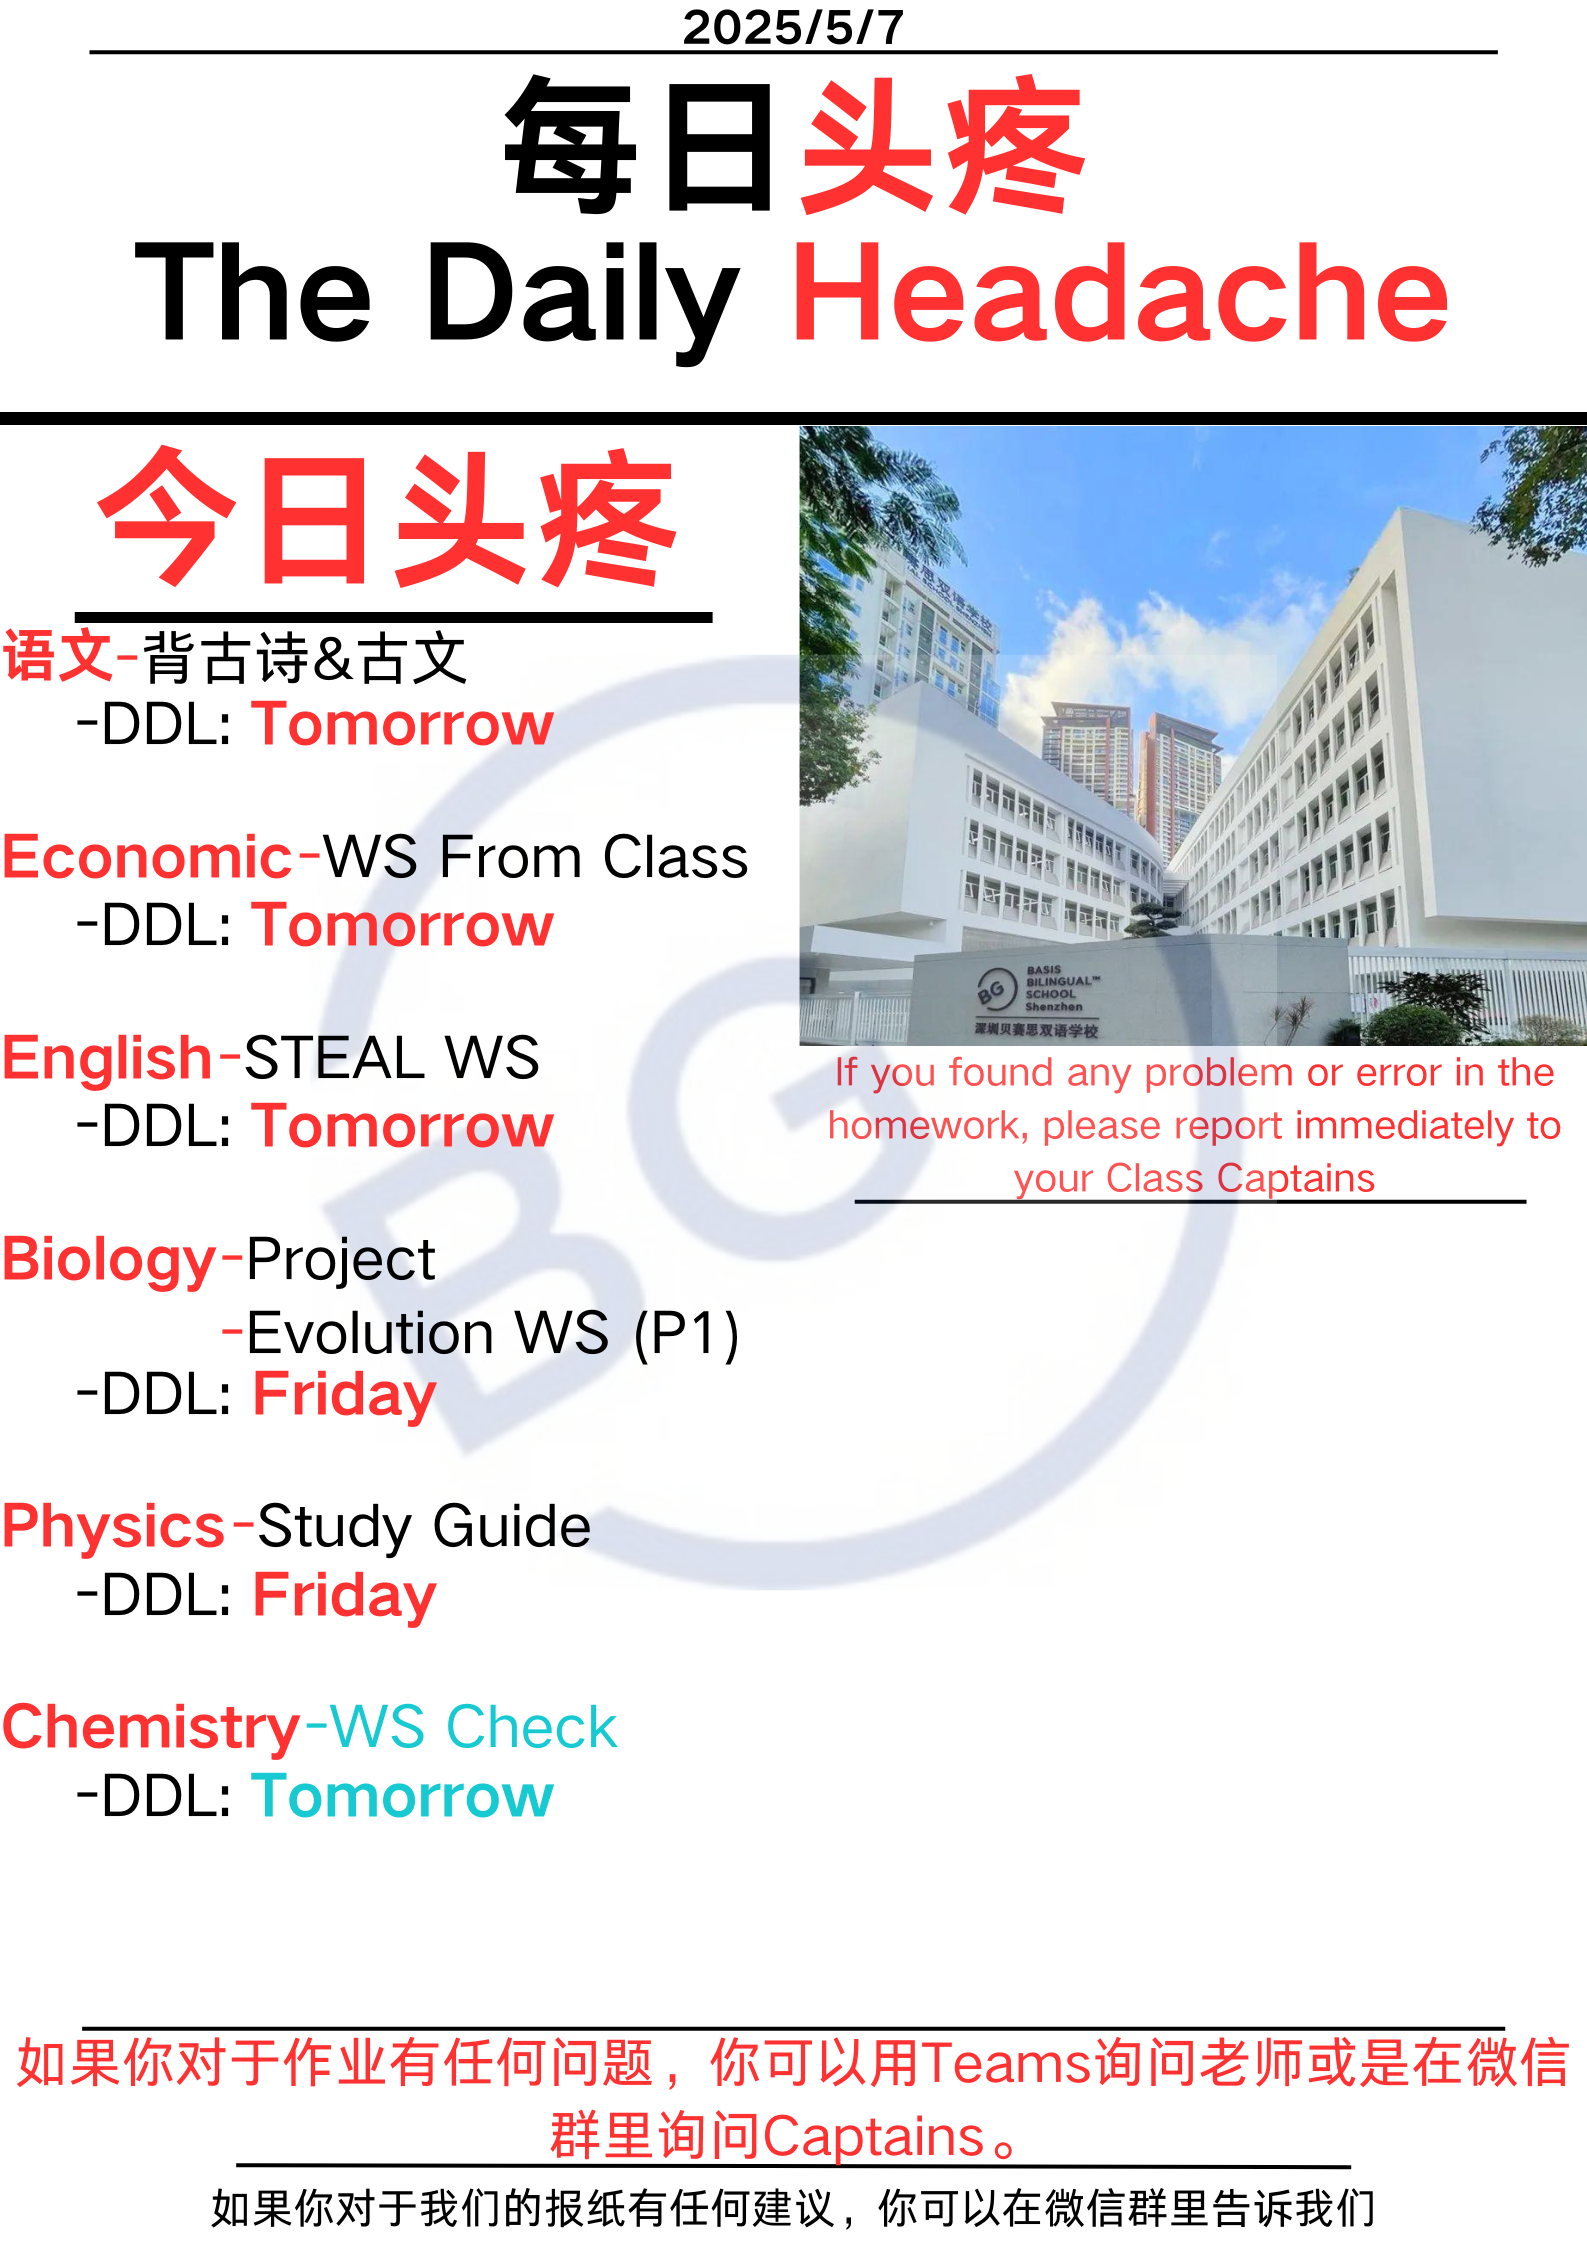 2025/5/7
每日头疼
The Daily Headache
今日头疼
语文-背古诗&古文
-DDL: Tomorrow
Economic-WS From Class
-DDL: Tomorrow
English-STEAL WS
-DDL: Tomorrow
Biology-Project
-Evolution WS (P1)
-DDL: Friday
Physics-Study Guide
-DDL: Friday
Chemistry-WS Check
-DDL: Tomorrow
BG
BASIS
BILINGUAL™
SCHOOL
Shenzhen
深圳贝赛思双语学校
If you found any problem or error in the
homework, please report immediately to
your Class Captains
BG
如果你对于作业有任何问题，你可以用Teams询问老师或是在微信
群里询问Captains。
如果你对于我们的报纸有任何建议，你可以在微信群里告诉我们